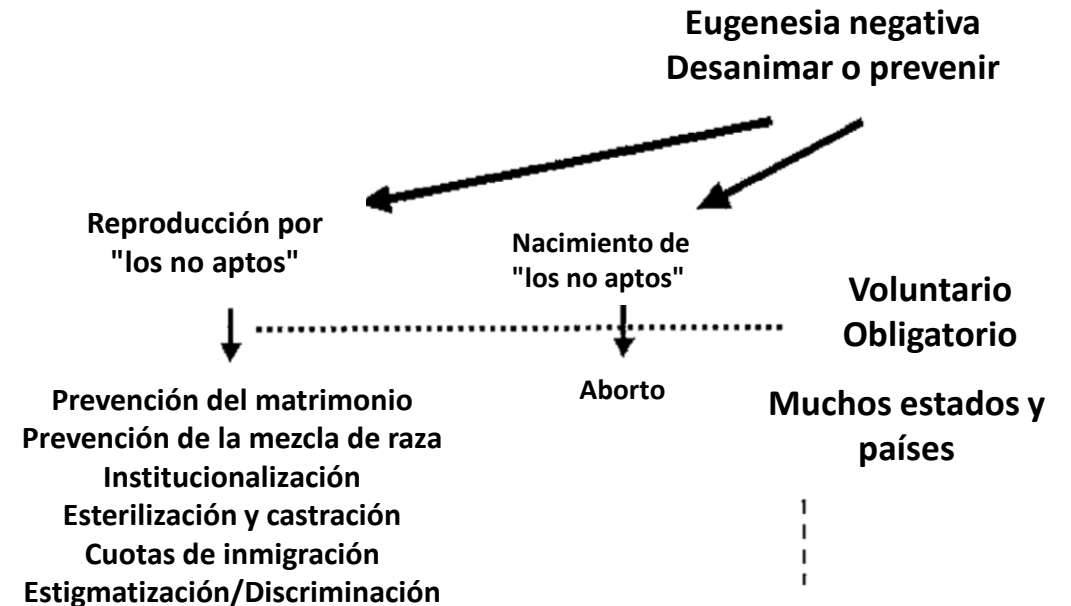 Eugenesia negativa
Desanimar o prevenir
Reproducción por
"los no aptos"
Nacimiento de
"los no aptos"
Voluntario
Obligatorio
Prevención del matrimonio
Prevención de la mezcla de raza
Institucionalización
Esterilización y castración
Cuotas de inmigración
Estigmatización/Discriminación
Aborto
Muchos estados y
países